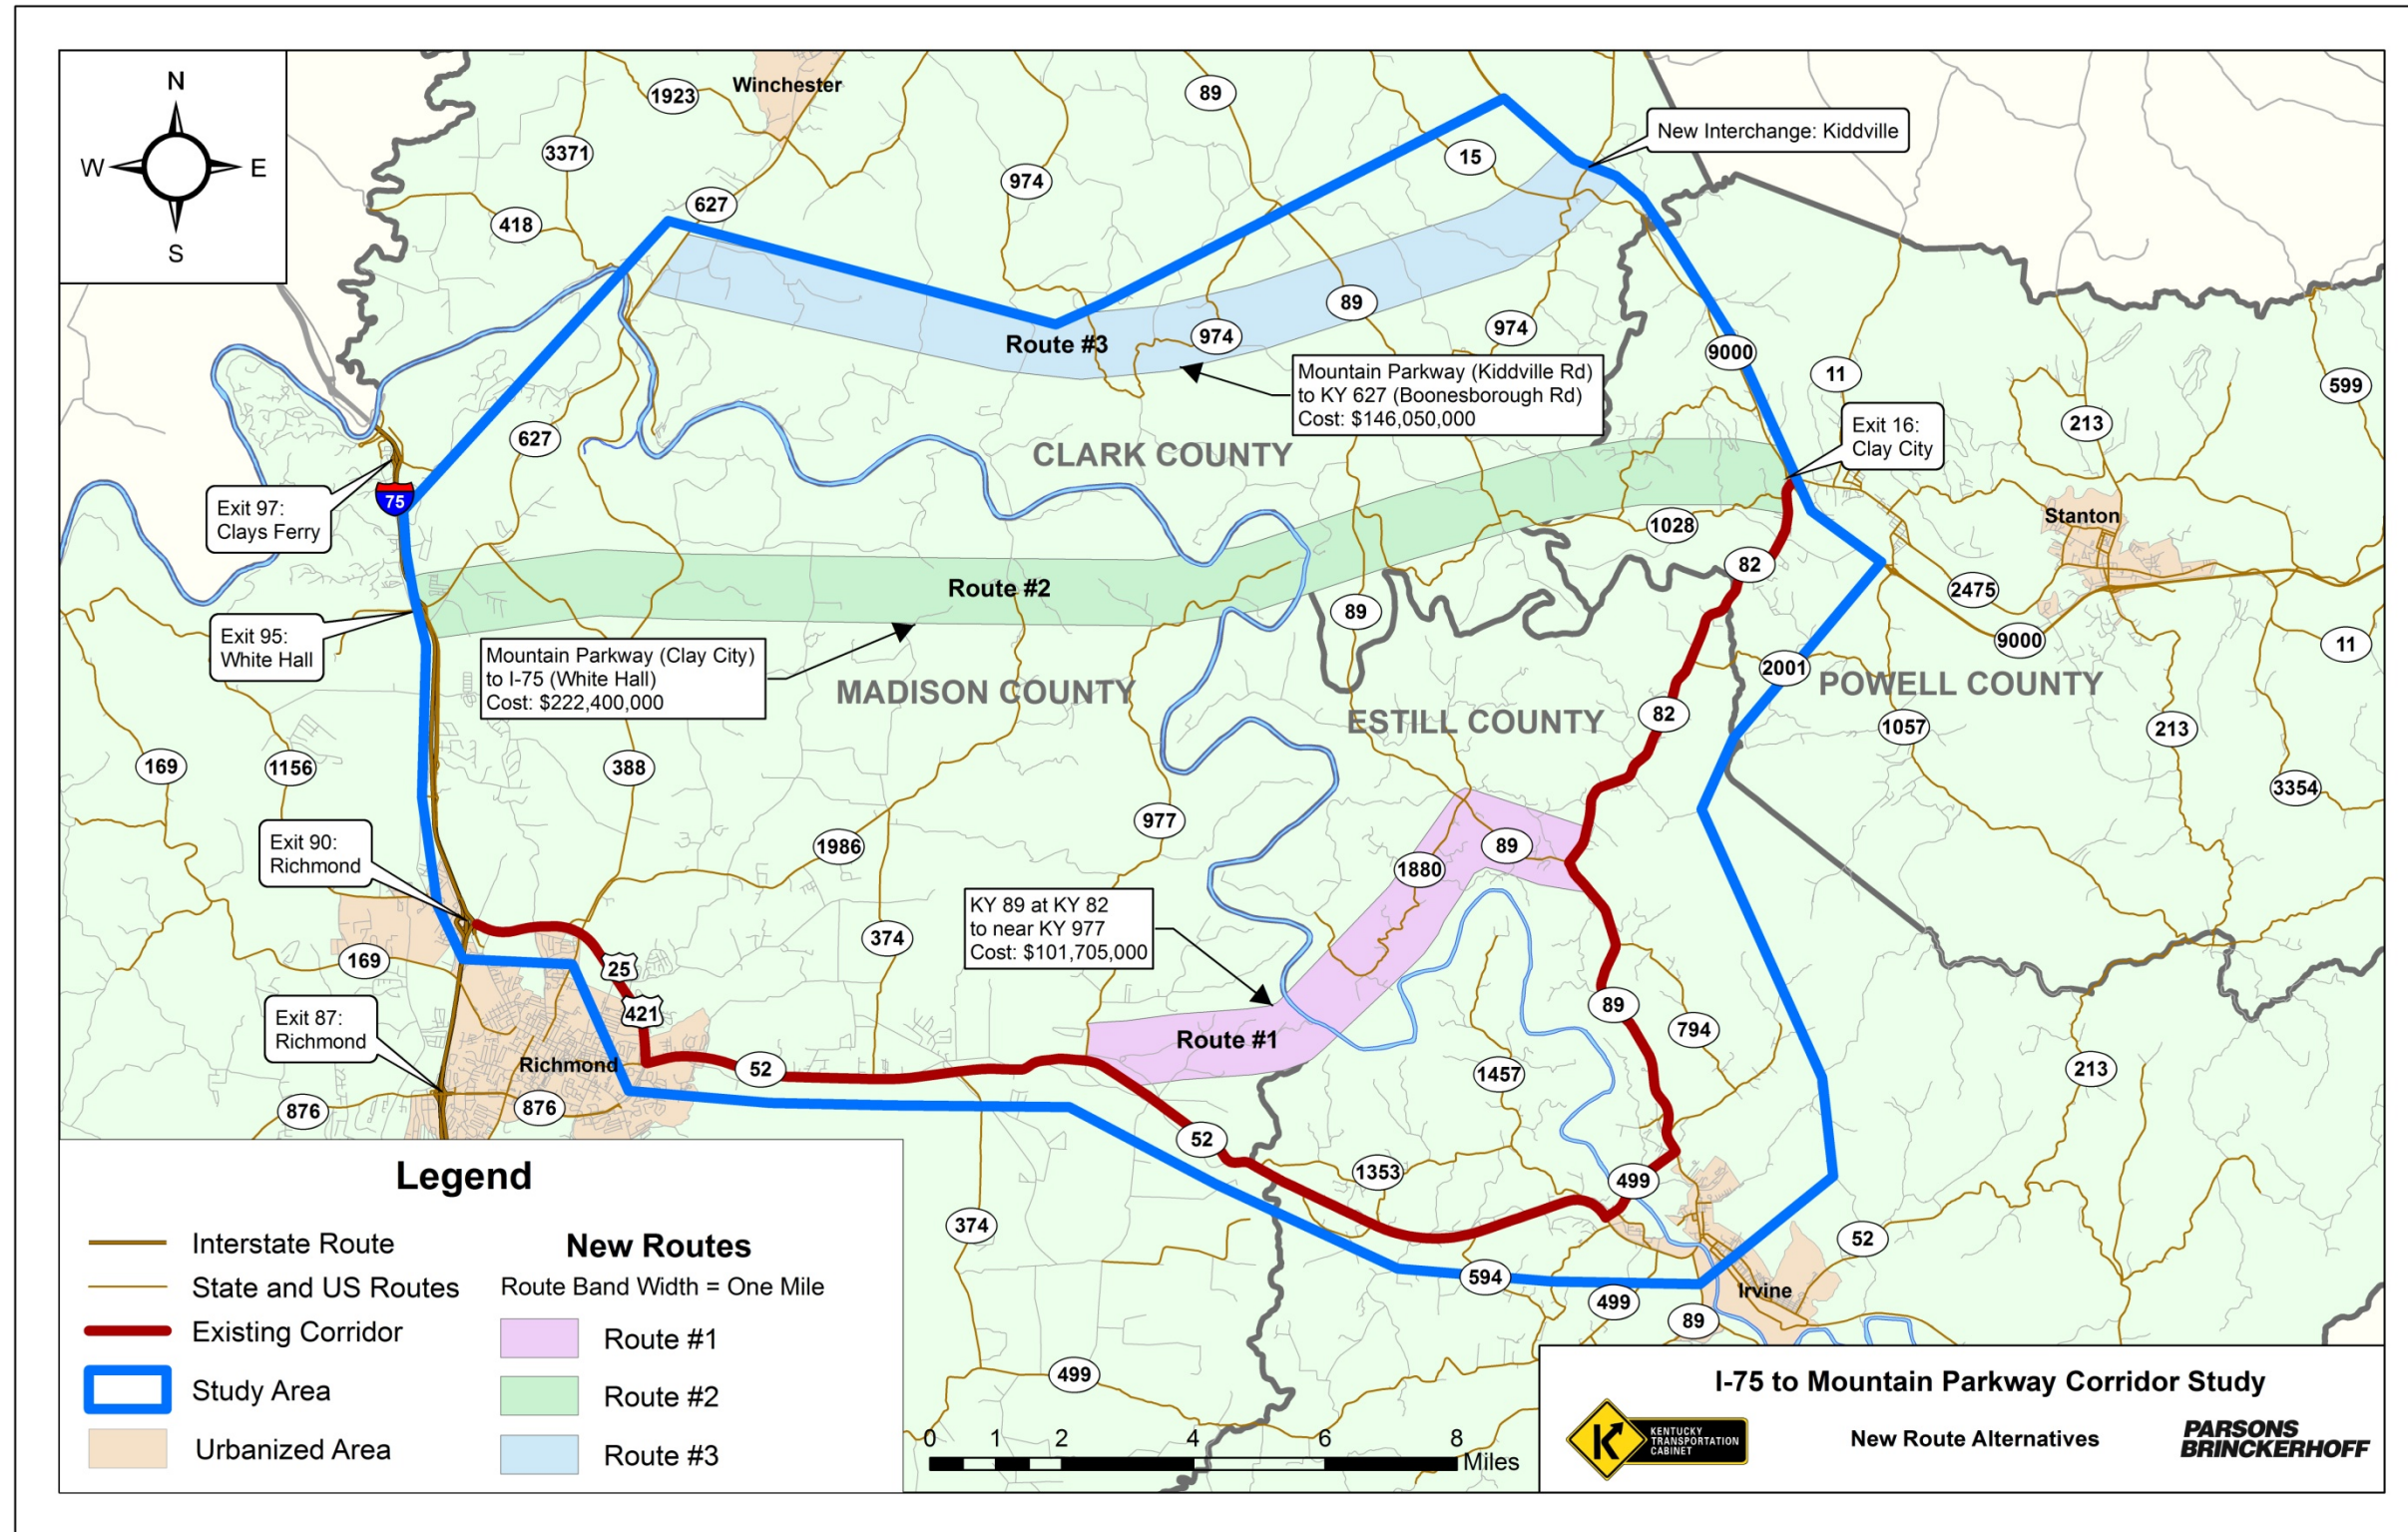 N
W E
S
Winchester
1923
89
3371
15
New Interchange: Kiddville
974
627
418
89
Route #3
974
974
9000
11
599
Mountain Parkway (Kiddville Rd)
to KY 627 (Boonesborough Rd)
Cost: $146,050,000
213
Exit 16:
Clay City
627
CLARK COUNTY
75
Exit 97:
Clays Ferry
Stanton
1028
82
Route #2
2475
89
Exit 95:
White Hall
9000
11
Mountain Parkway (Clay City)
to I-75 (White Hall)
Cost: $222,400,000
2001
MADISON COUNTY
POWELL COUNTY
82
ESTILL COUNTY
1057
213
169
1156
388
3354
977
1986
89
Exit 90:
Richmond
1880
KY 89 at KY 82
to near KY 977
Cost: $101,705,000
374
169
25
89
421
794
Exit 87:
Richmond
Route #1
Richmond
52
1457
213
876
876
52
1353
499
374
52
594
Irvine
499
89
499
Legend
Interstate Route
State and US Routes
Existing Corridor
Study Area
Urbanized Area
New Routes
Route Band Width = One Mile
Route #1
Route #2
Route #3
0 1 2 4 6 8
Miles
I-75 to Mountain Parkway Corridor Study
KENTUCKY
TRANSPORTATION
CABINET
New Route Alternatives
PARSONS
BRINCKERHOFF